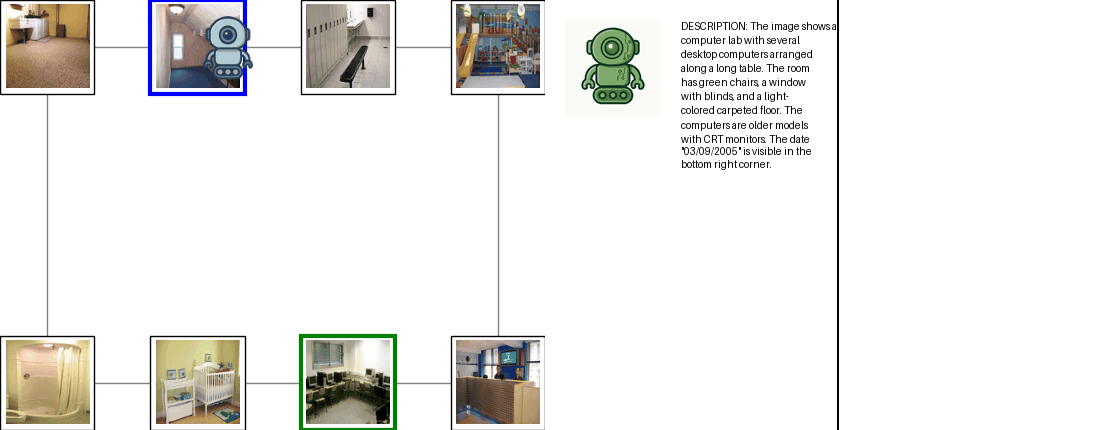 DESCRIPTION: The image shows a
computer lab with several
desktop computers arranged
along a long table. The room
has green chairs, a window
with blinds, and a light-
colored carpeted floor. The
computers are older models
with CRT monitors. The date
"03/09/2005" is visible in the
bottom right corner.